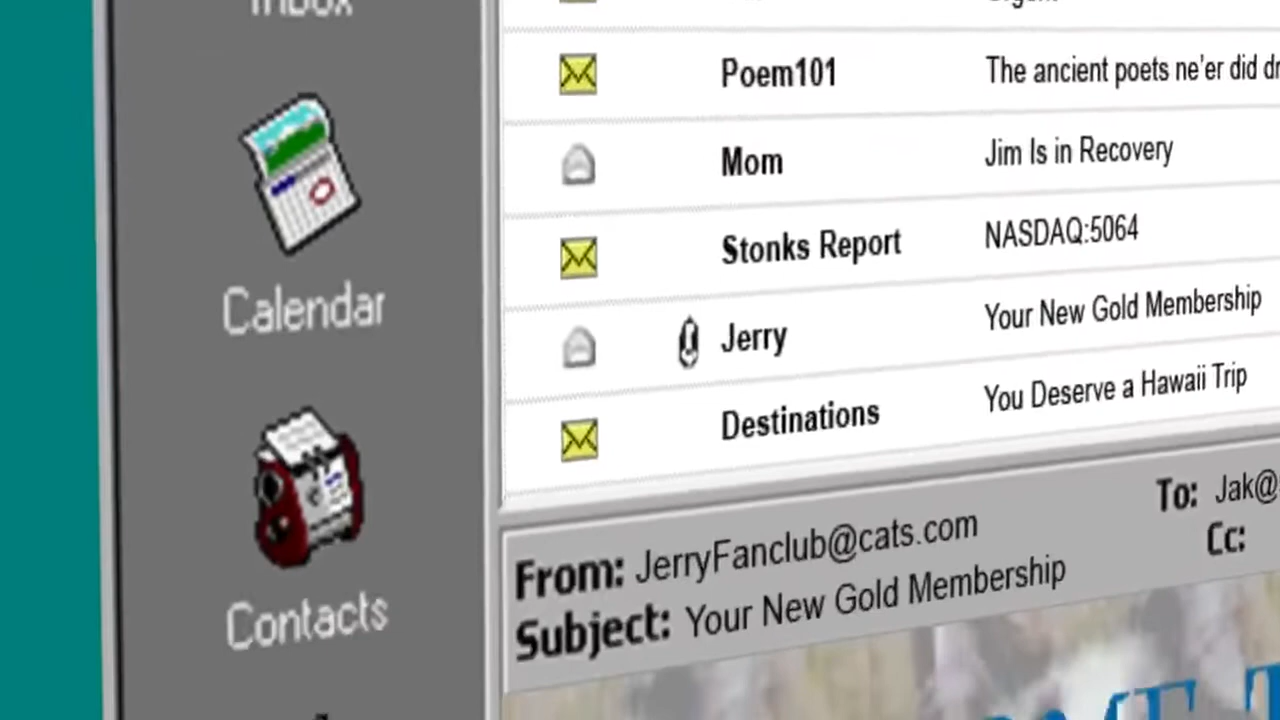 Inbox
Calendar
Contacts
Urgent
Poem101 The ancient poets ne'er did
Mom Jim Is in Recovery
Stonks Report NASDAQ:5064
Jerry Your New Gold Membership
Destinations You Deserve a Hawaii Trip
From: JerryFanclub@cats.com To: Jak@
Subject: Your New Gold Membership Cc: